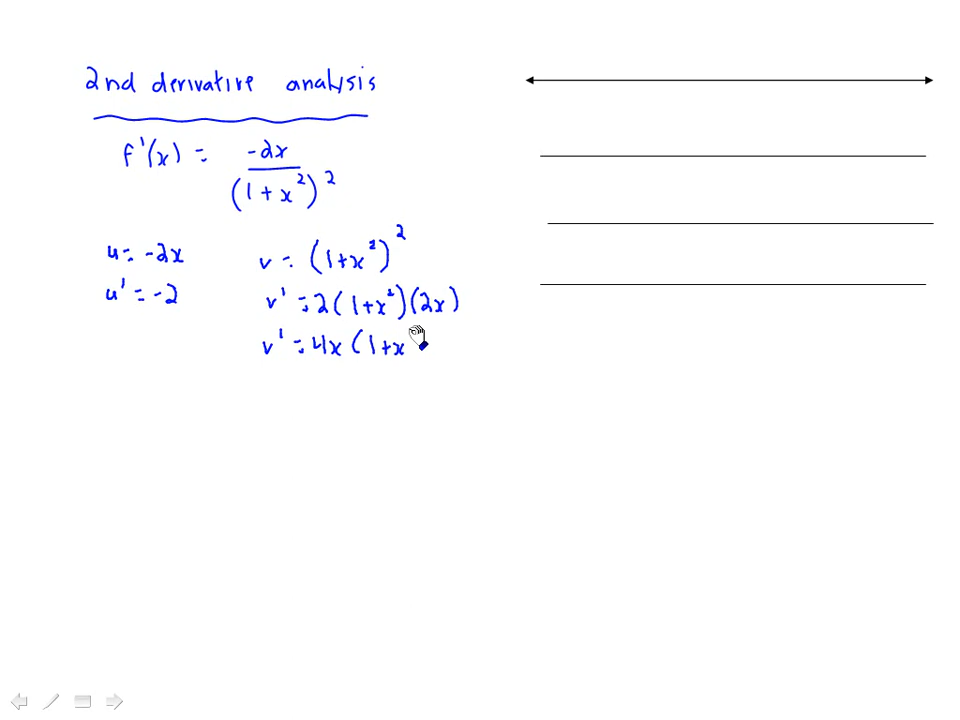 2nd derivative analysis
f'(x) = -2x / (1 + x²)²
u = -2x
v = (1+x²)²
u' = -2
v' = 2(1+x²)(2x)
v' = 4x(1+x